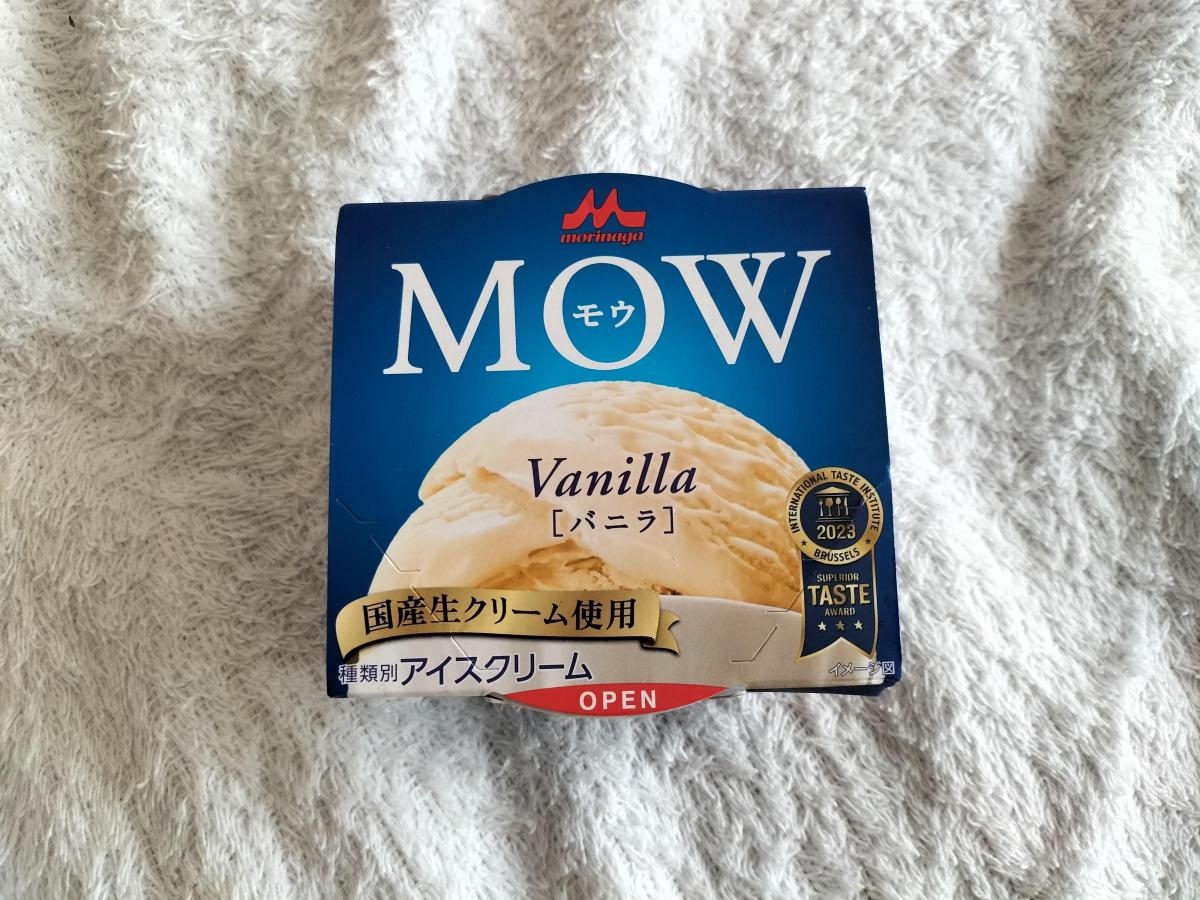 morinaga
MOW
モウ
Vanilla
[バニラ]
INTERNATIONAL TASTE INSTITUTE
2023
BRUSSELS
SUPERIOR
TASTE
AWARD
国産生クリーム使用
種類別アイスクリーム
イメージ図
OPEN